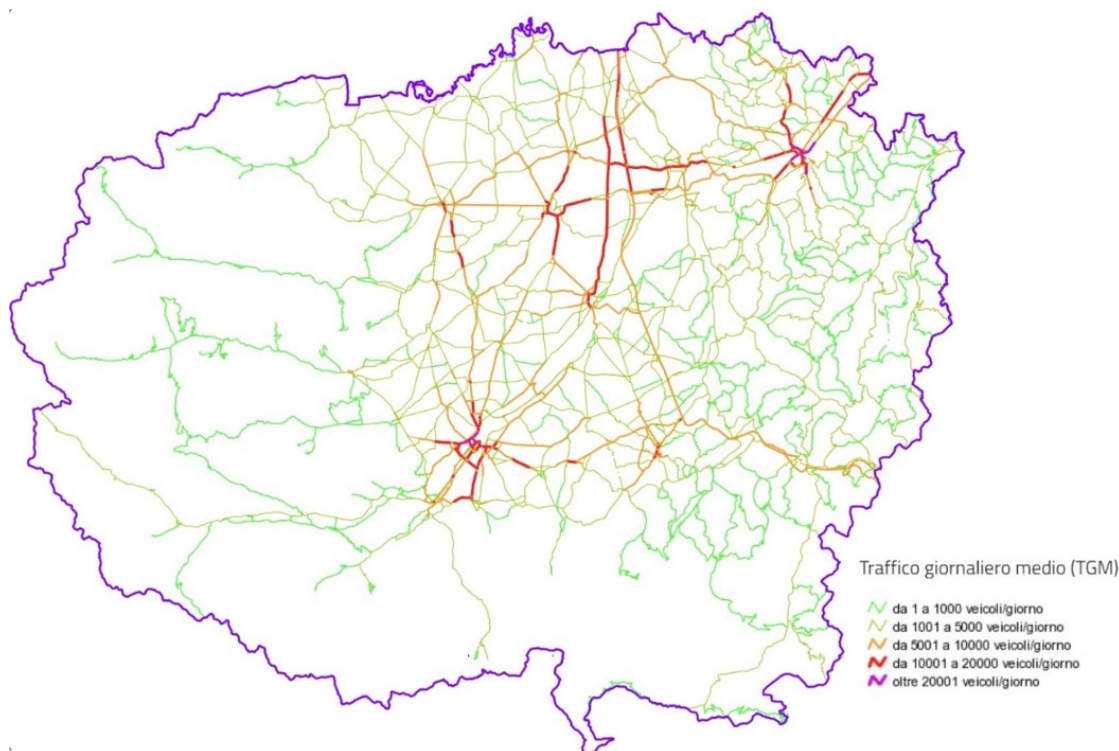 Traffico giornaliero medio (TGM)
da 1 a 1000 veicoli/giorno
da 1001 a 5000 veicoli/giorno
da 5001 a 10000 veicoli/giorno
da 10001 a 20000 veicoli/giorno
oltre 20001 veicoli/giorno